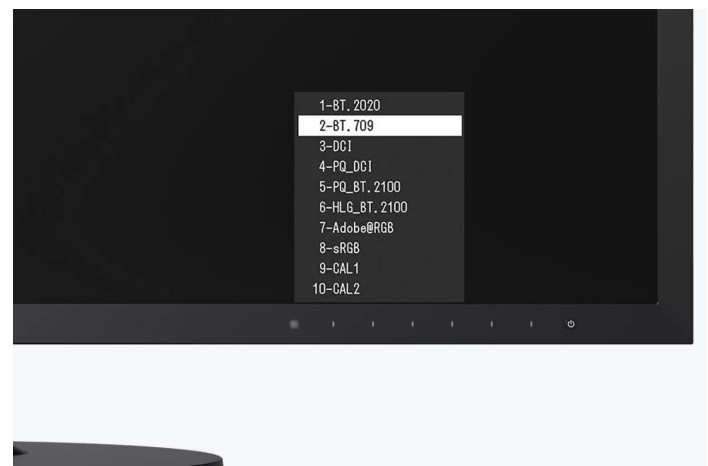 1-BT.2020
2-BT.709
3-DCI
4-PQ_DCI
5-PQ_BT.2100
6-HLG_BT.2100
7-Adobe®RGB
8-sRGB
9-CAL1
10-CAL2